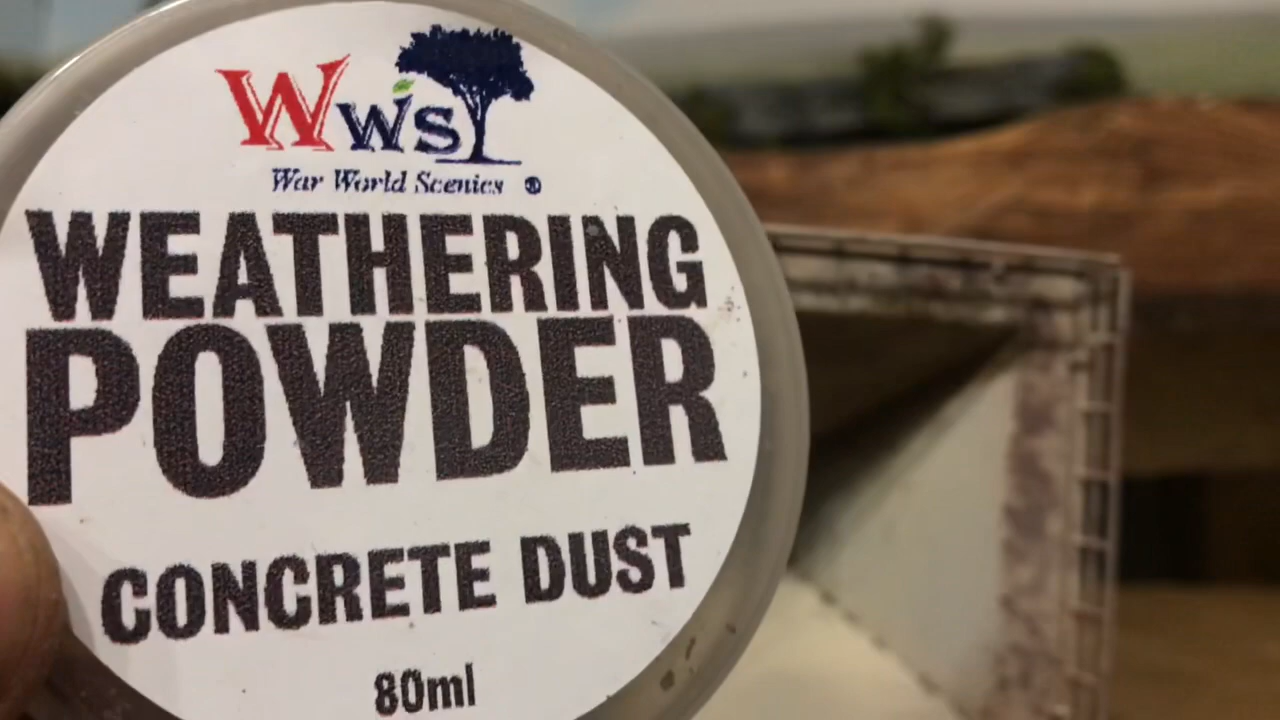 WWS
War World Scenics ®
WEATHERING
POWDER
CONCRETE DUST
80ml